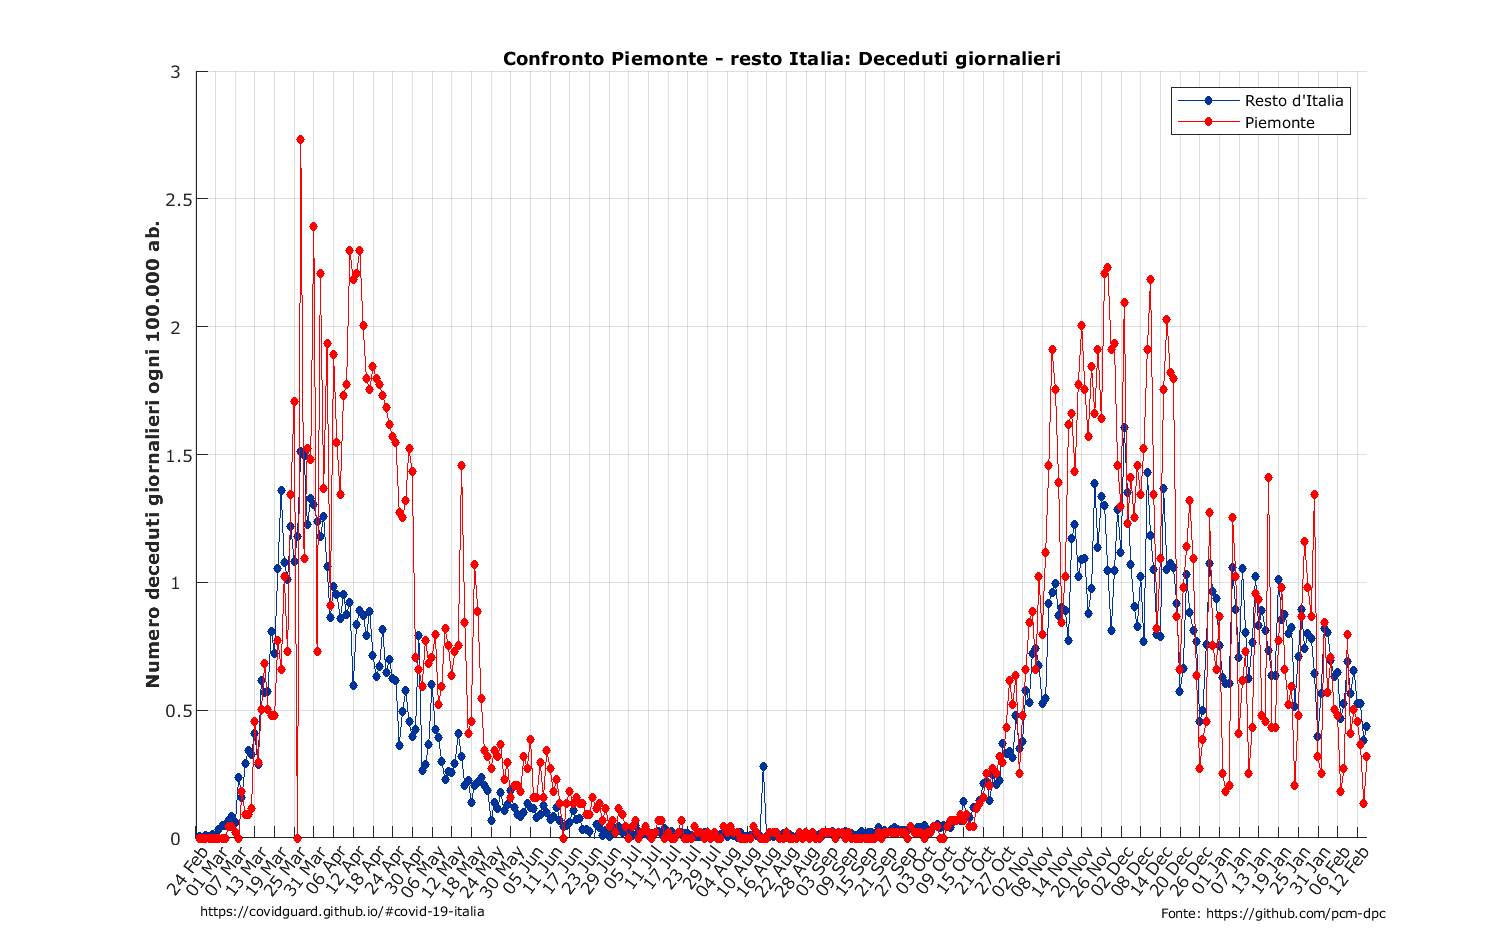 Confronto Piemonte - resto Italia: Deceduti giornalieri
Resto d'Italia
Piemonte
Numero deceduti giornalieri ogni 100.000 ab.
3
2.5
2
1.5
1
0.5
0
24 Feb
01 Mar
07 Mar
13 Mar
19 Mar
25 Mar
31 Mar
06 Apr
12 Apr
18 Apr
24 Apr
30 Apr
06 May
12 May
18 May
24 May
30 May
05 Jun
11 Jun
17 Jun
23 Jun
29 Jun
05 Jul
11 Jul
17 Jul
23 Jul
29 Jul
04 Aug
10 Aug
16 Aug
22 Aug
28 Aug
03 Sep
09 Sep
15 Sep
21 Sep
27 Sep
03 Oct
09 Oct
15 Oct
21 Oct
27 Oct
02 Nov
08 Nov
14 Nov
20 Nov
26 Nov
02 Dec
08 Dec
14 Dec
20 Dec
26 Dec
01 Jan
07 Jan
13 Jan
19 Jan
25 Jan
31 Jan
06 Feb
12 Feb
https://covidguard.github.io/#covid-19-italia
Fonte: https://github.com/pcm-dpc